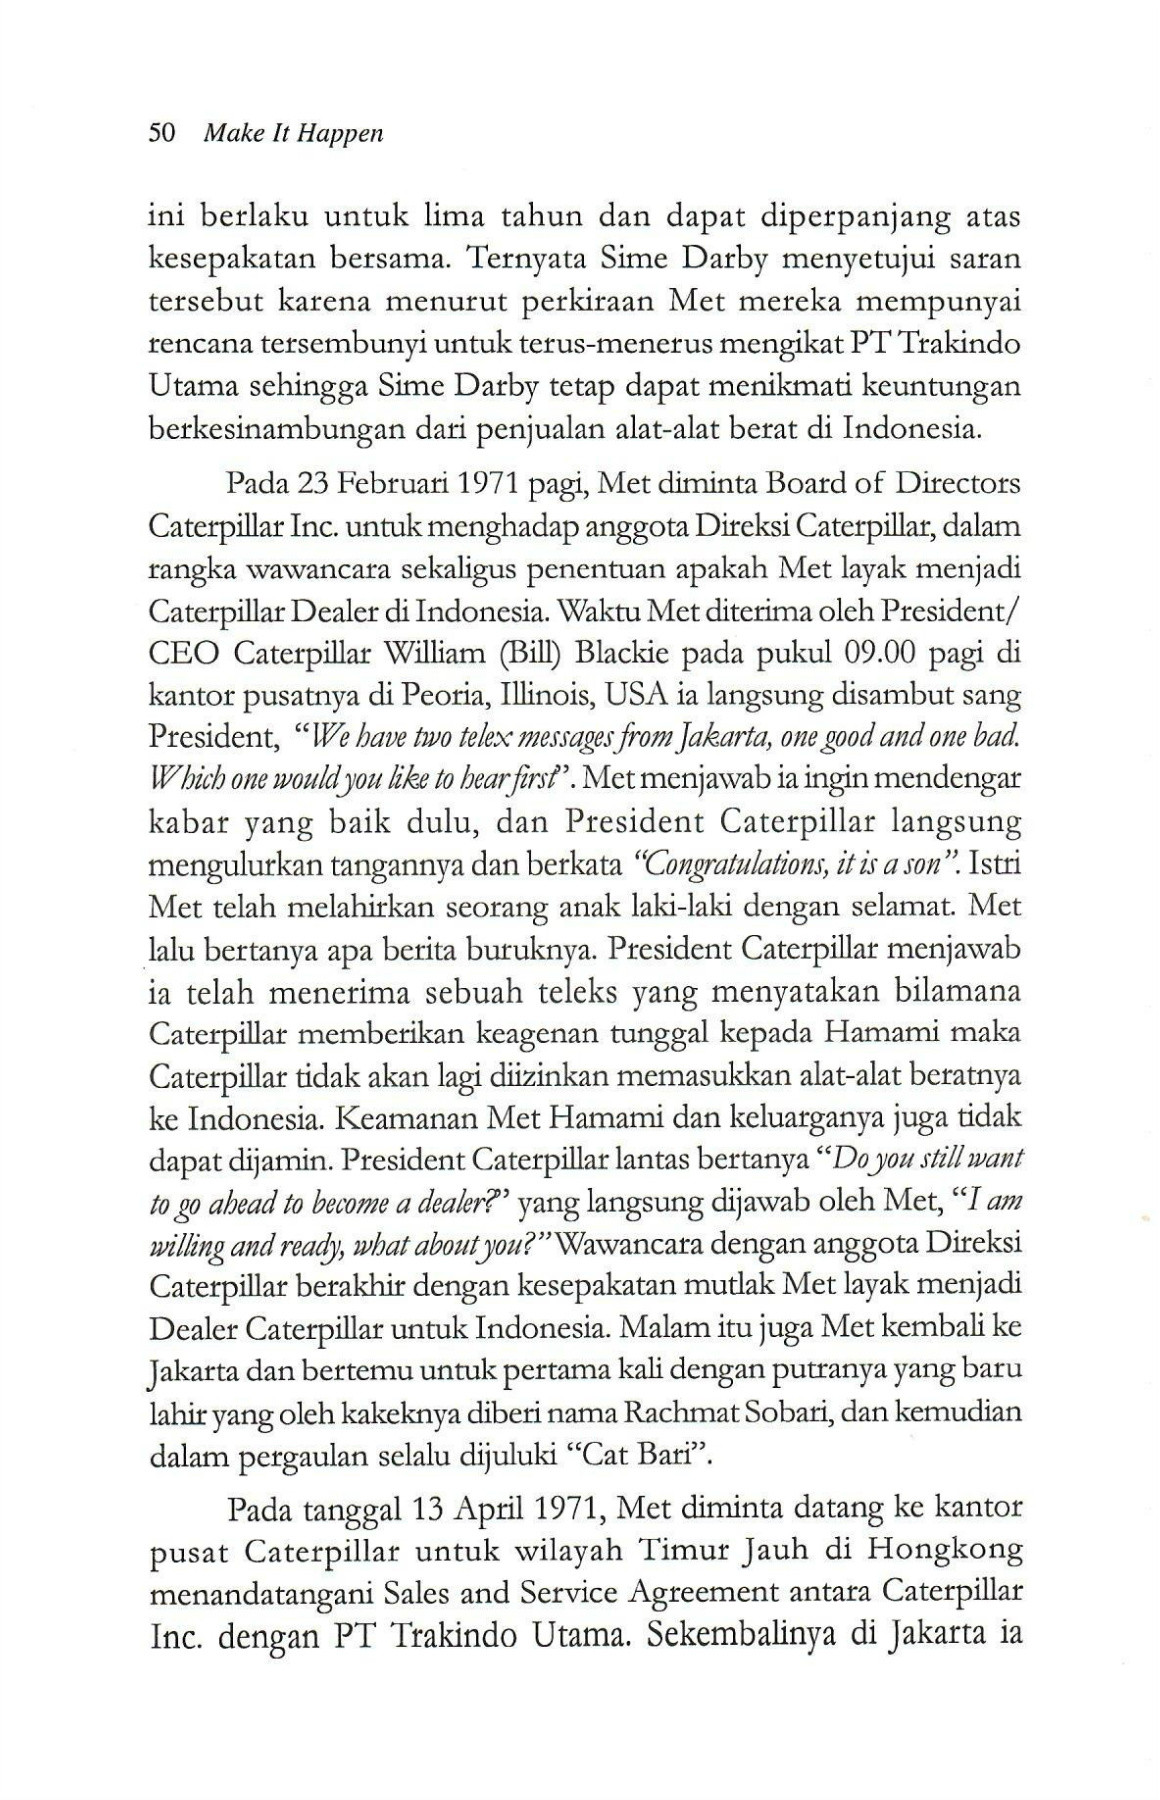 50 Make It Happen
ini berlaku untuk lima tahun dan dapat diperpanjang atas
kesepakatan bersama. Ternyata Sime Darby menyetujui saran
tersebut karena menurut perkiraan Met mereka mempunyai
rencana tersembunyi untuk terus-menerus mengikat PT Trakindo
Utama sehingga Sime Darby tetap dapat menikmati keuntungan
berkesinambungan dari penjualan alat-alat berat di Indonesia.
Pada 23 Februari 1971 pagi, Met diminta Board of Directors
Caterpillar Inc. untuk menghadap anggota Direksi Caterpillar, dalam
rangka wawancara sekaligus penentuan apakah Met layak menjadi
Caterpillar Dealer di Indonesia. Waktu Met diterima oleh President/
CEO Caterpillar William (Bill) Blackie pada pukul 09.00 pagi di
kantor pusatnya di Peoria, Illinois, USA ia langsung disambut sang
President, “We have two telex messages from Jakarta, one good and one bad.
Which one would you like to hear first”. Met menjawab ia ingin mendengar
kabar yang baik dulu, dan President Caterpillar langsung
mengulurkan tangannya dan berkata “Congratulations, it is a son”. Istri
Met telah melahirkan seorang anak laki-laki dengan selamat. Met
lalu bertanya apa berita buruknya. President Caterpillar menjawab
ia telah menerima sebuah teleks yang menyatakan bilamana
Caterpillar memberikan keagenan tunggal kepada Hamami maka
Caterpillar tidak akan lagi diizinkan memasukkan alat-alat beratnya
ke Indonesia. Keamanan Met Hamami dan keluarganya juga tidak
dapat dijamin. President Caterpillar lantas bertanya “Do you still want
to go ahead to become a dealer?” yang langsung dijawab oleh Met, “I am
willing and ready, what about you?” Wawancara dengan anggota Direksi
Caterpillar berakhir dengan kesepakatan mutlak Met layak menjadi
Dealer Caterpillar untuk Indonesia. Malam itu juga Met kembali ke
Jakarta dan bertemu untuk pertama kali dengan putranya yang baru
lahir yang oleh kakeknya diberi nama Rachmat Sobari, dan kemudian
dalam pergaulan selalu dijuluki “Cat Bari”.
Pada tanggal 13 April 1971, Met diminta datang ke kantor
pusat Caterpillar untuk wilayah Timur Jauh di Hongkong
menandatangani Sales and Service Agreement antara Caterpillar
Inc. dengan PT Trakindo Utama. Sekembalinya di Jakarta ia